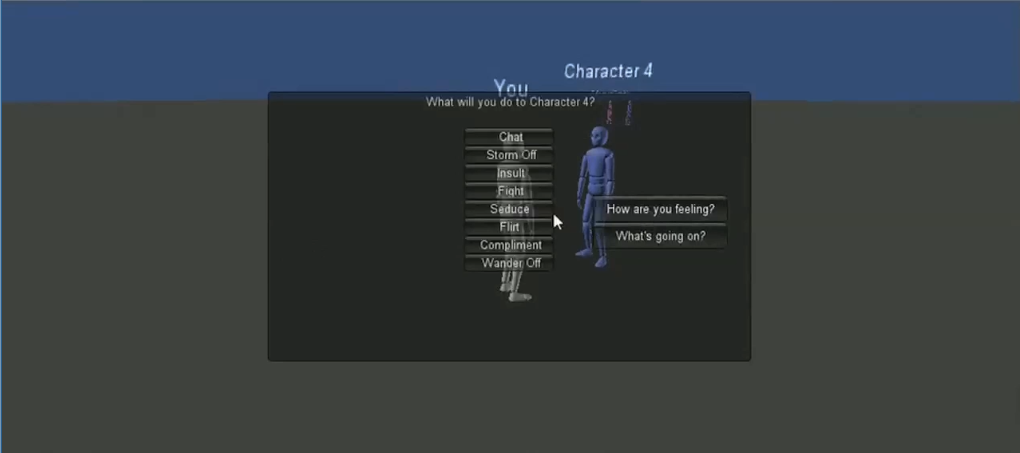 Character 4
You
What will you do to Character 4?
Chat
Storm Off
Insult
Fight
Seduce
Flirt
Compliment
Wander Off
How are you feeling?
What's going on?